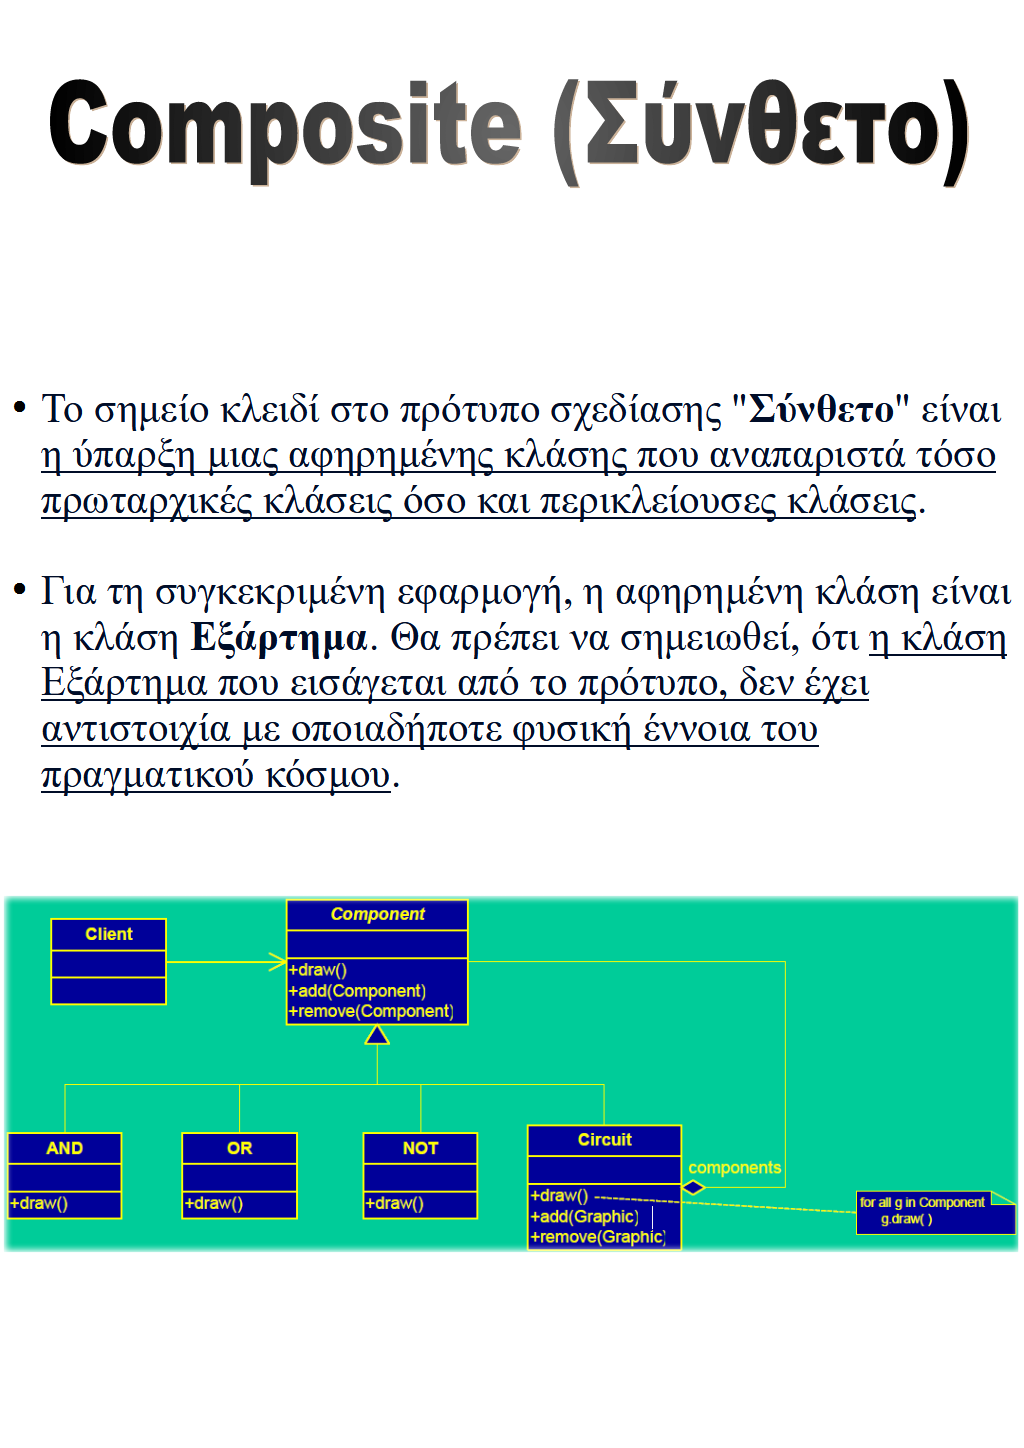 Composite (Σύνθετο)
• Το σημείο κλειδί στο πρότυπο σχεδίασης "Σύνθετο" είναι
η ύπαρξη μιας αφηρημένης κλάσης που αναπαριστά τόσο
πρωταρχικές κλάσεις όσο και περικλείουσες κλάσεις.
• Για τη συγκεκριμένη εφαρμογή, η αφηρημένη κλάση είναι
η κλάση Εξάρτημα. Θα πρέπει να σημειωθεί, ότι η κλάση
Εξάρτημα που εισάγεται από το πρότυπο, δεν έχει
αντιστοιχία με οποιαδήποτε φυσική έννοια του
πραγματικού κόσμου.
Client
Component
+draw()
+add(Component)
+remove(Component)
AND
+draw()
OR
+draw()
NOT
+draw()
Circuit
+draw()
+add(Graphic)
+remove(Graphic)
components
for all g in Component
g.draw( )